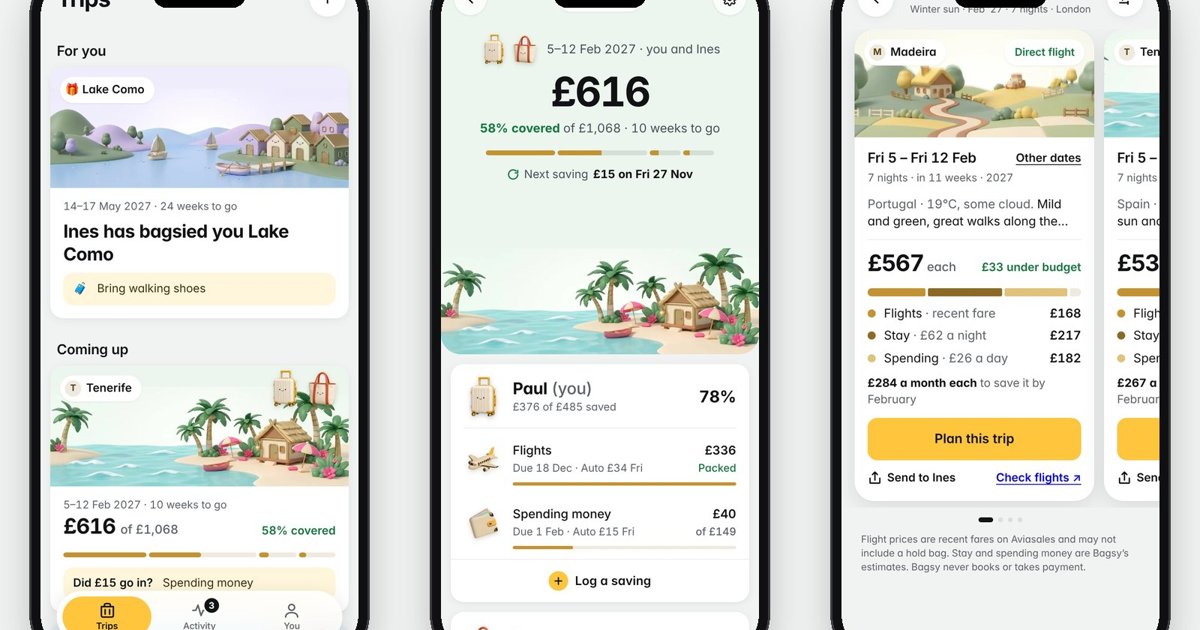 Trips
For you
Lake Como
14–17 May 2027 · 24 weeks to go
Ines has bagsied you Lake
Como
Bring walking shoes
Coming up
T Tenerife
5–12 Feb 2027 · 10 weeks to go
£616 of £1,068
58% covered
Did £15 go in? Spending money
Trips
3
Activity
You
5–12 Feb 2027 · you and Ines
£616
58% covered of £1,068 · 10 weeks to go
Next saving £15 on Fri 27 Nov
Paul (you)
£376 of £485 saved
78%
Flights
£336
Due 18 Dec · Auto £34 Fri
Packed
Spending money
£40
Due 1 Feb · Auto £15 Fri
of £149
+ Log a saving
Winter sun · Feb '27 · 7 nights · London
M Madeira
Direct flight
Fri 5 – Fri 12 Feb
Other dates
7 nights · in 11 weeks · 2027
Portugal · 19°C, some cloud. Mild
and green, great walks along the...
£567 each
£33 under budget
Flights · recent fare £168
Stay · £62 a night £217
Spending · £26 a day £182
£284 a month each to save it by
February
Plan this trip
Send to Ines
Check flights ↗
T Ten
Fri 5 –
7 nights
Spain ·
sun and
£53
Fligh
Stay
Spen
£267 a
Februar
Send
Flight prices are recent fares on Aviasales and may not
include a hold bag. Stay and spending money are Bagsy's
estimates. Bagsy never books or takes payment.